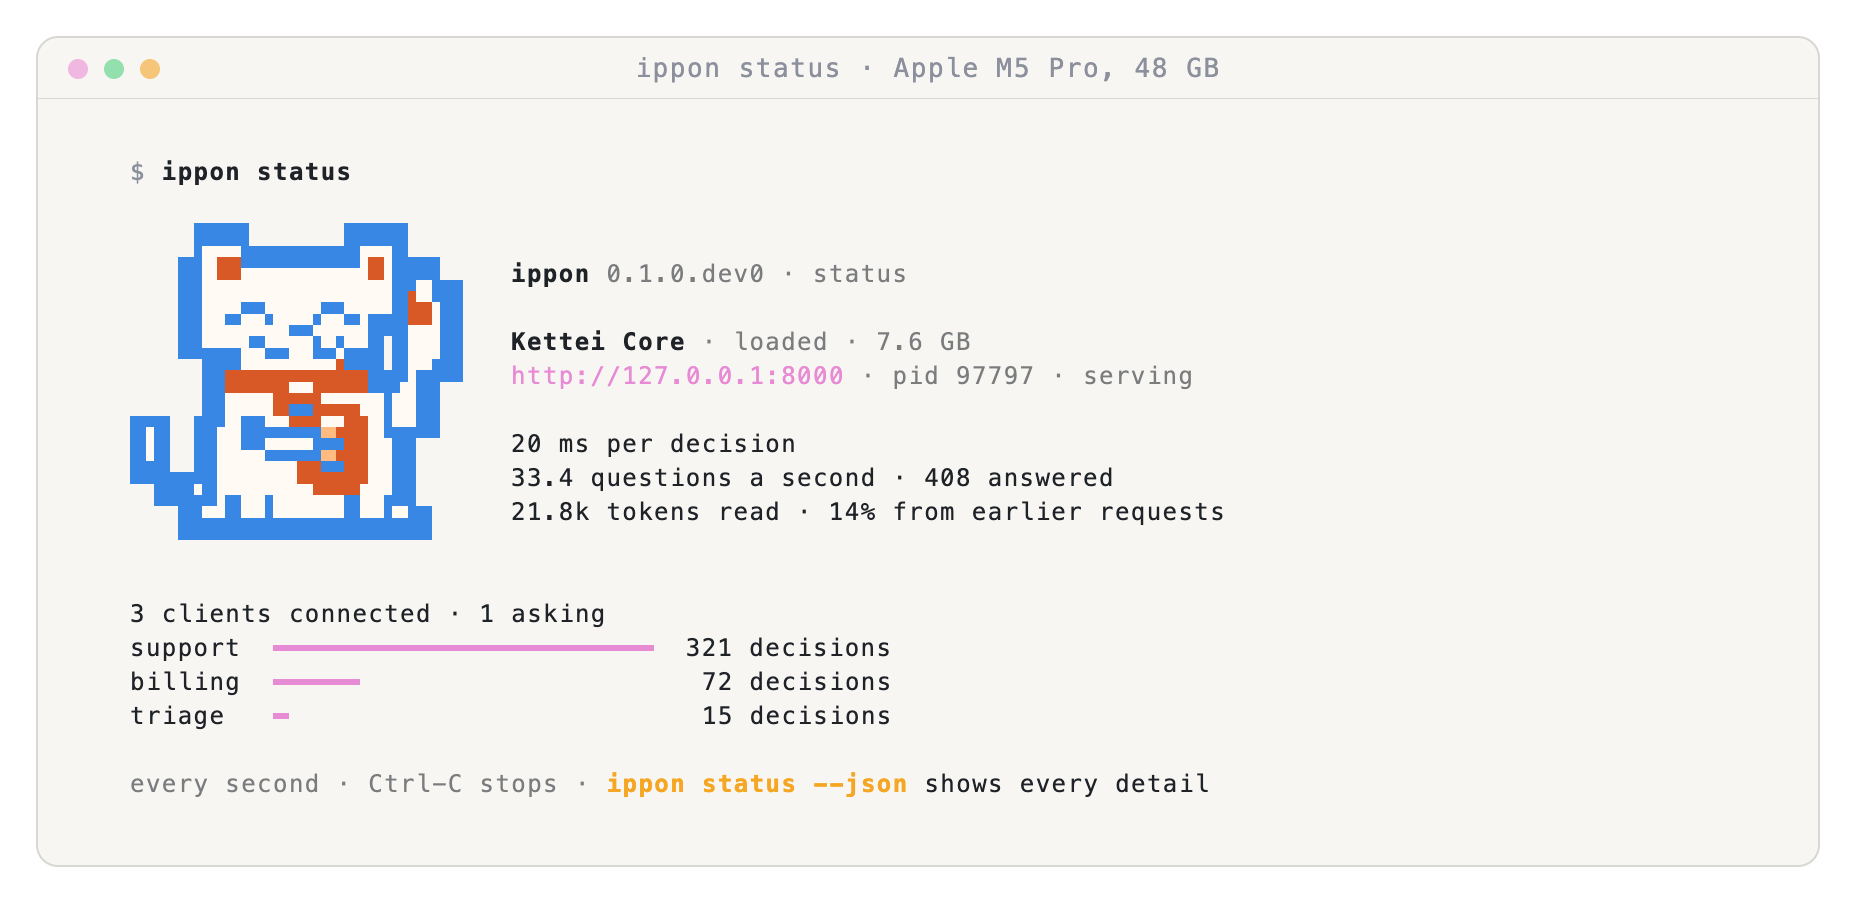 ippon status · Apple M5 Pro, 48 GB
$ ippon status
ippon 0.1.0.dev0 · status
Kettei Core · loaded · 7.6 GB
http://127.0.0.1:8000 · pid 97797 · serving
20 ms per decision
33.4 questions a second · 408 answered
21.8k tokens read · 14% from earlier requests
3 clients connected · 1 asking
support 321 decisions
billing 72 decisions
triage 15 decisions
every second · Ctrl-C stops · ippon status --json shows every detail